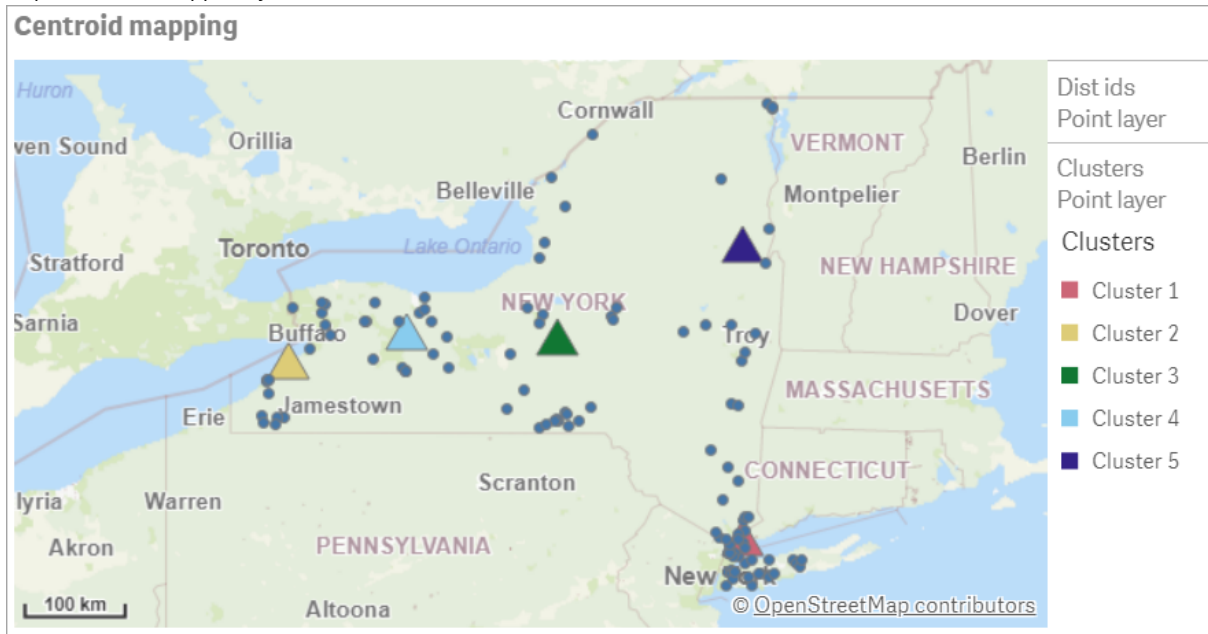 Centroid mapping
Huron
Cornwall
Orillia
ven Sound
VERMONT
Berlin
Belleville
Montpelier
Toronto
Lake Ontario
Stratford
NEW HAMPSHIRE
NEW YORK
Sarnia
Buffalo
Troy
Dover
MASSACHUSETTS
Jamestown
Erie
CONNECTICUT
Scranton
lyria
Warren
Akron
PENNSYLVANIA
New York
100 km
Altoona
© OpenStreetMap contributors
Dist ids
Point layer
Clusters
Point layer
Clusters
Cluster 1
Cluster 2
Cluster 3
Cluster 4
Cluster 5